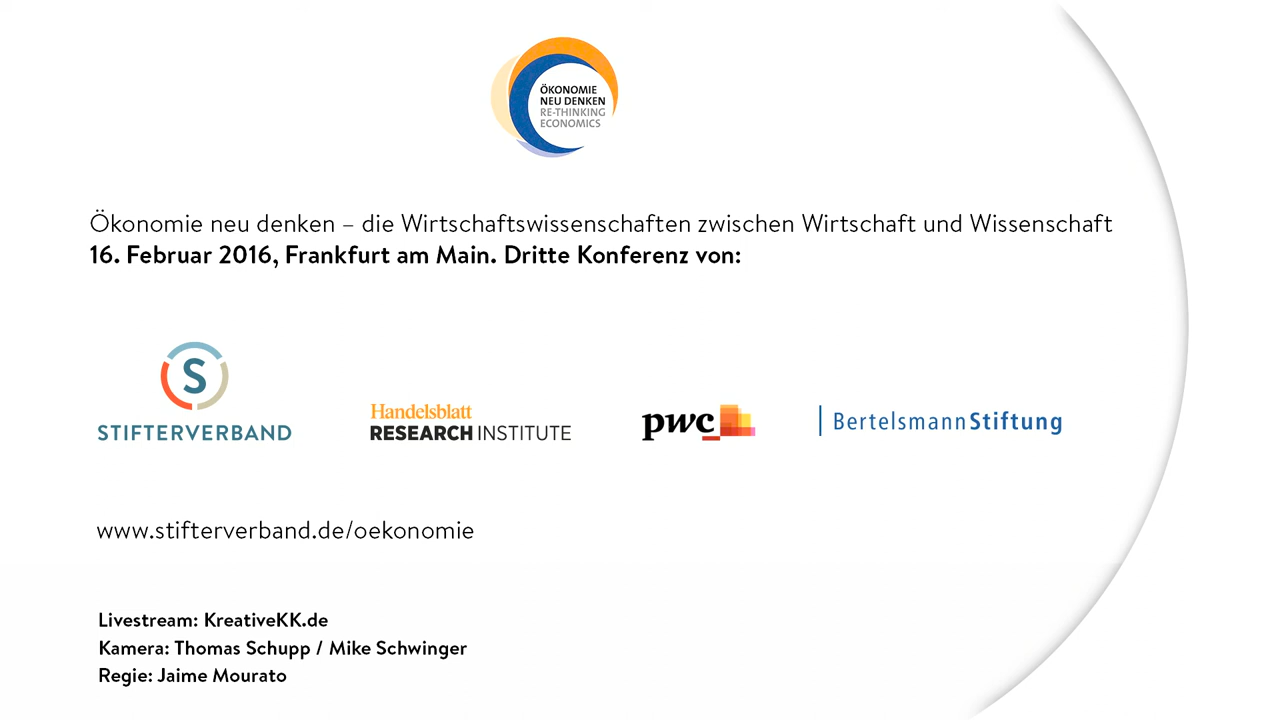 ÖKONOMIE
NEU DENKEN
RE-THINKING
ECONOMICS
Ökonomie neu denken – die Wirtschaftswissenschaften zwischen Wirtschaft und Wissenschaft
16. Februar 2016, Frankfurt am Main. Dritte Konferenz von:
S
STIFTERVERBAND
Handelsblatt
RESEARCH INSTITUTE
pwc
BertelsmannStiftung
www.stifterverband.de/oekonomie
Livestream: KreativeKK.de
Kamera: Thomas Schupp / Mike Schwinger
Regie: Jaime Mourato